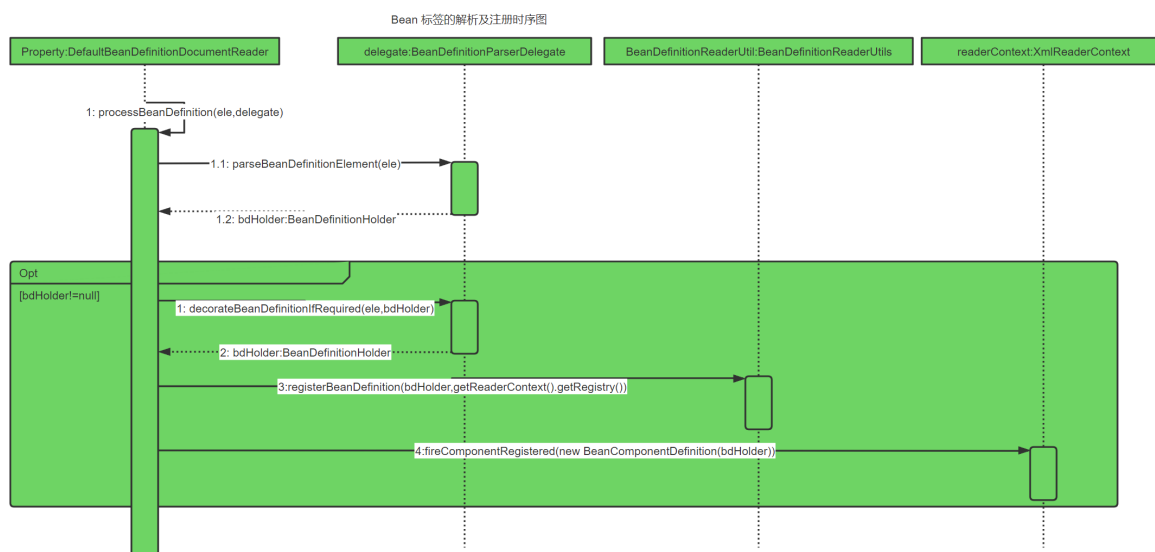 Bean 标签的解析及注册时序图
Property:DefaultBeanDefinitionDocumentReader
delegate:BeanDefinitionParserDelegate
BeanDefinitionReaderUtil:BeanDefinitionReaderUtils
readerContext:XmlReaderContext
1: processBeanDefinition(ele,delegate)
1.1: parseBeanDefinitionElement(ele)
1.2: bdHolder:BeanDefinitionHolder
Opt
[bdHolder!=null]
1: decorateBeanDefinitionIfRequired(ele,bdHolder)
2: bdHolder:BeanDefinitionHolder
3:registerBeanDefinition(bdHolder,getReaderContext().getRegistry())
4:fireComponentRegistered(new BeanComponentDefinition(bdHolder))